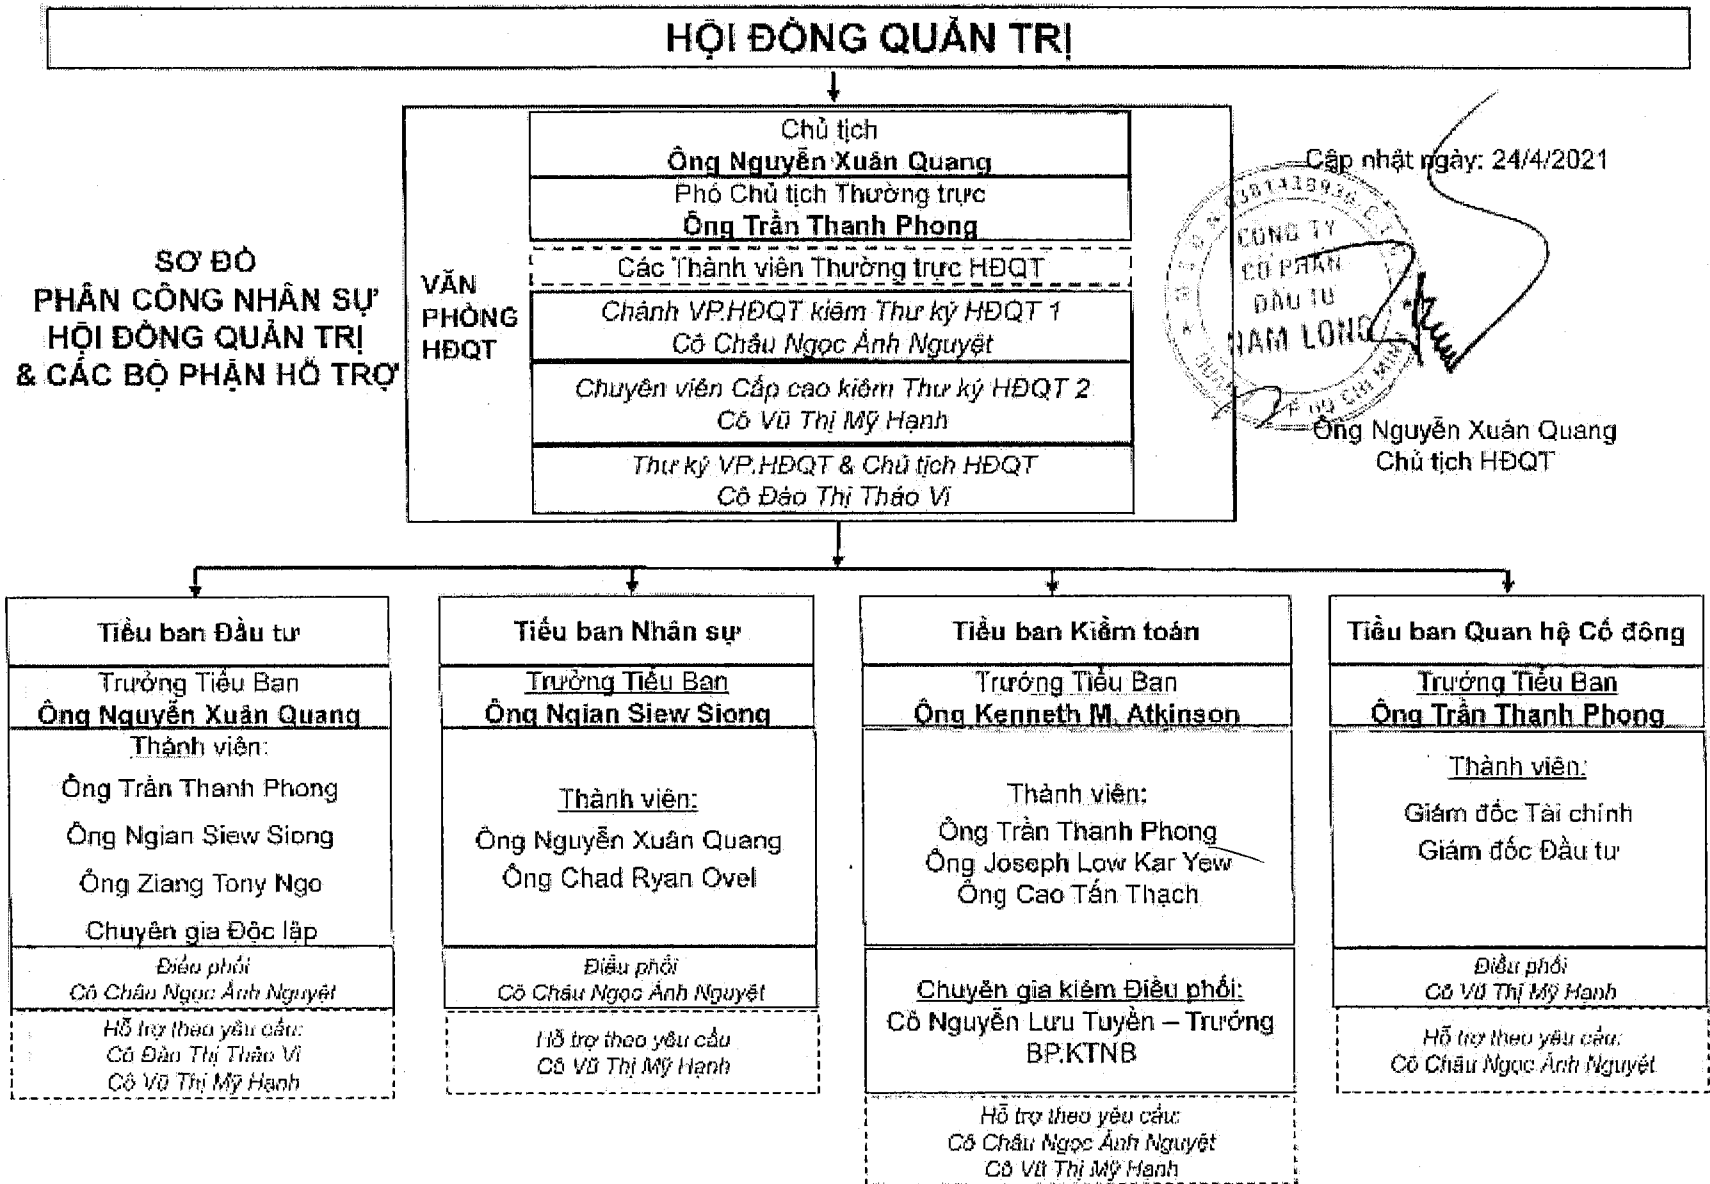 HỘI ĐỒNG QUẢN TRỊ
Chủ tịch
Ông Nguyễn Xuân Quang
Phó Chủ tịch Thường trực
Ông Trần Thanh Phong
Các Thành viên Thường trực HĐQT
Chánh VP.HĐQT kiêm Thư ký HĐQT 1
Cô Châu Ngọc Ánh Nguyệt
Chuyên viên Cấp cao kiêm Thư ký HĐQT 2
Cô Vũ Thị Mỹ Hạnh
Thư ký VP.HĐQT & Chủ tịch HĐQT
Cô Đào Thị Thảo Vi
VĂN
PHÒNG
HĐQT
SƠ ĐỒ
PHÂN CÔNG NHÂN SỰ
HỘI ĐỒNG QUẢN TRỊ
& CÁC BỘ PHẬN HỖ TRỢ
Cập nhật ngày: 24/4/2021
CÔNG TY
CỔ PHẦN
ĐẦU TƯ
NAM LONG
Ông Nguyễn Xuân Quang
Chủ tịch HĐQT
Tiểu ban Đầu tư
Trưởng Tiểu Ban
Ông Nguyễn Xuân Quang
Thành viên:
Ông Trần Thanh Phong
Ông Ngian Siew Siong
Ông Ziang Tony Ngo
Chuyên gia Độc lập
Điều phối
Cô Châu Ngọc Ánh Nguyệt
Hỗ trợ theo yêu cầu:
Cô Đào Thị Thảo Vi
Cô Vũ Thị Mỹ Hạnh
Tiểu ban Nhân sự
Trưởng Tiểu Ban
Ông Ngian Siew Siong
Thành viên:
Ông Nguyễn Xuân Quang
Ông Chad Ryan Ovel
Điều phối
Cô Châu Ngọc Ánh Nguyệt
Hỗ trợ theo yêu cầu
Cô Vũ Thị Mỹ Hạnh
Tiểu ban Kiểm toán
Trưởng Tiểu Ban
Ông Kenneth M. Atkinson
Thành viên:
Ông Trần Thanh Phong
Ông Joseph Low Kar Yew
Ông Cao Tấn Thạch
Chuyên gia kiêm Điều phối:
Cô Nguyễn Lưu Tuyền – Trưởng
BP.KTNB
Hỗ trợ theo yêu cầu:
Cô Châu Ngọc Ánh Nguyệt
Cô Vũ Thị Mỹ Hạnh
Tiểu ban Quan hệ Cổ đông
Trưởng Tiểu Ban
Ông Trần Thanh Phong
Thành viên:
Giám đốc Tài chính
Giám đốc Đầu tư
Điều phối
Cô Vũ Thị Mỹ Hạnh
Hỗ trợ theo yêu cầu:
Cô Châu Ngọc Ánh Nguyệt